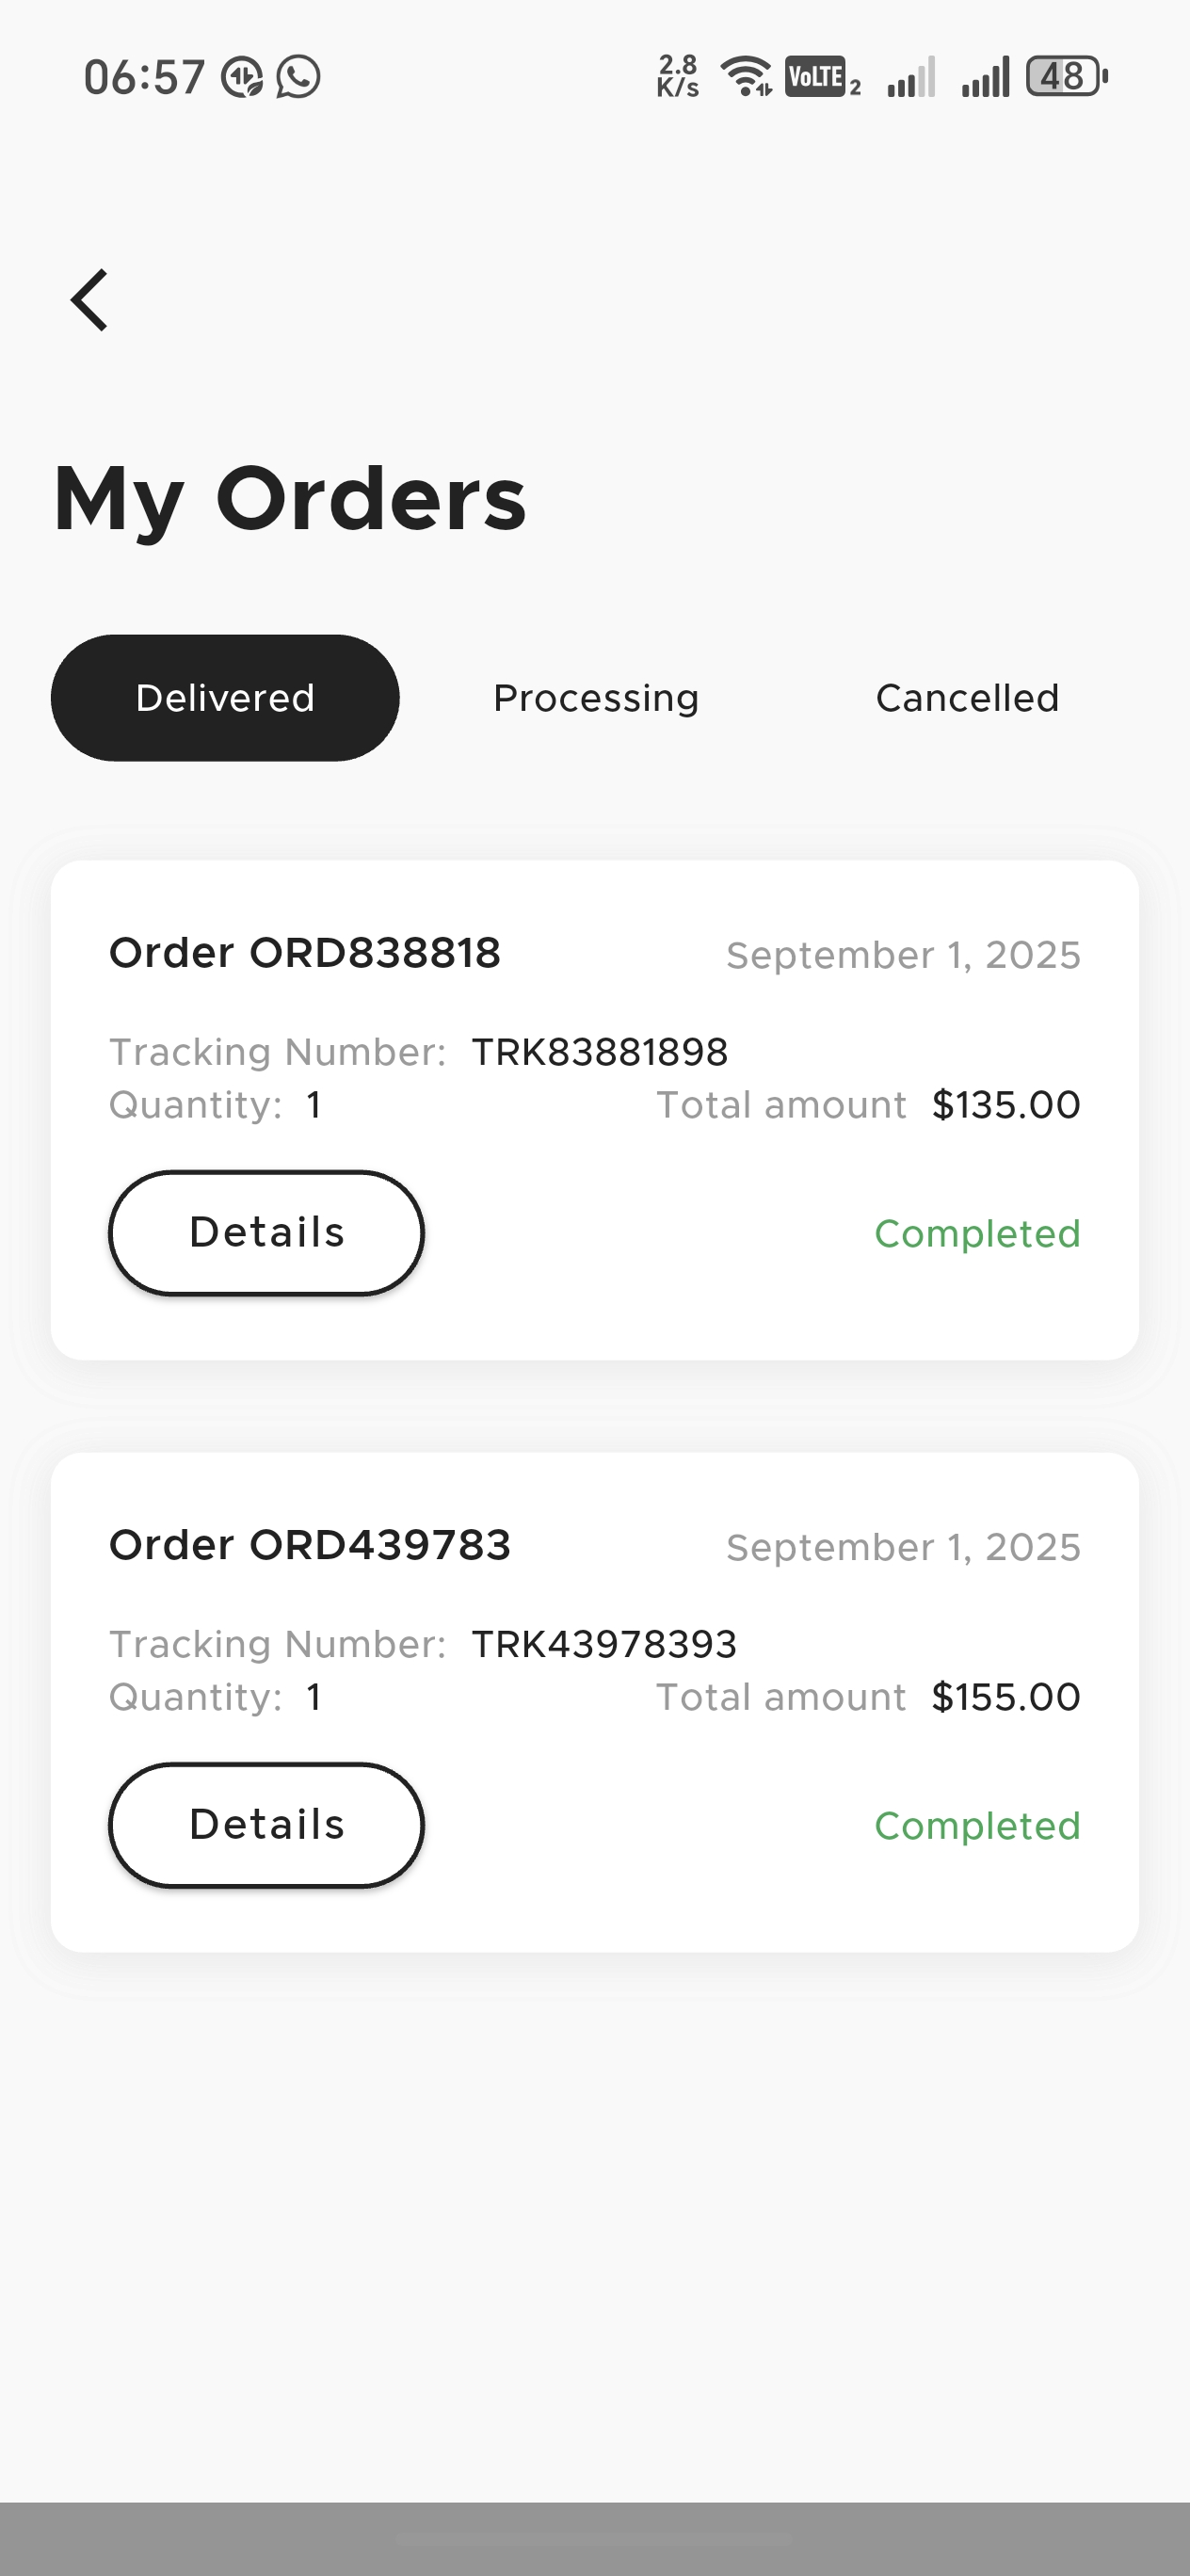 06:57 2.8 K/s VoLTE 2 48
My Orders
Delivered Processing Cancelled
Order ORD838818 September 1, 2025
Tracking Number: TRK83881898
Quantity: 1 Total amount $135.00
Details Completed
Order ORD439783 September 1, 2025
Tracking Number: TRK43978393
Quantity: 1 Total amount $155.00
Details Completed